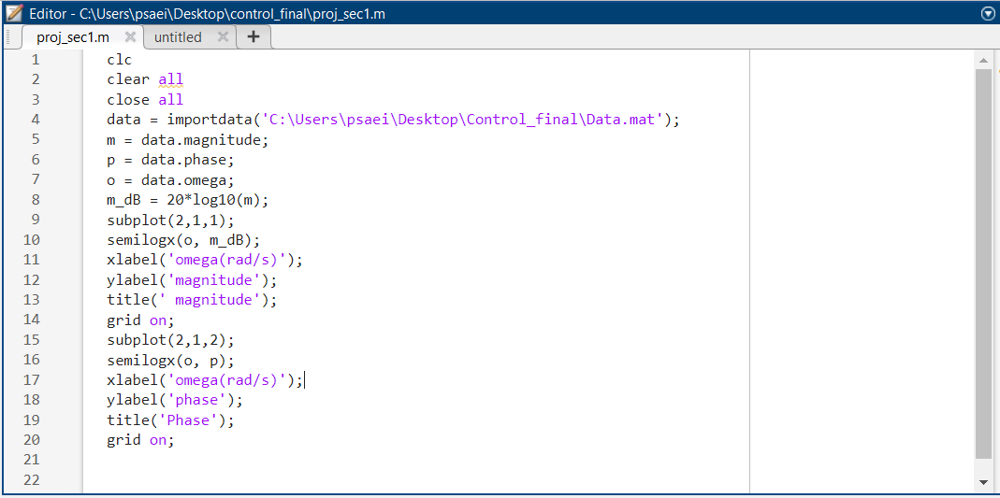 Editor - C:\Users\psaei\Desktop\control_final\proj_sec1.m
proj_sec1.m × untitled × +
1 clc
2 clear all
3 close all
4 data = importdata('C:\Users\psaei\Desktop\Control_final\Data.mat');
5 m = data.magnitude;
6 p = data.phase;
7 o = data.omega;
8 m_dB = 20*log10(m);
9 subplot(2,1,1);
10 semilogx(o, m_dB);
11 xlabel('omega(rad/s)');
12 ylabel('magnitude');
13 title(' magnitude');
14 grid on;
15 subplot(2,1,2);
16 semilogx(o, p);
17 xlabel('omega(rad/s)');
18 ylabel('phase');
19 title('Phase');
20 grid on;
21
22